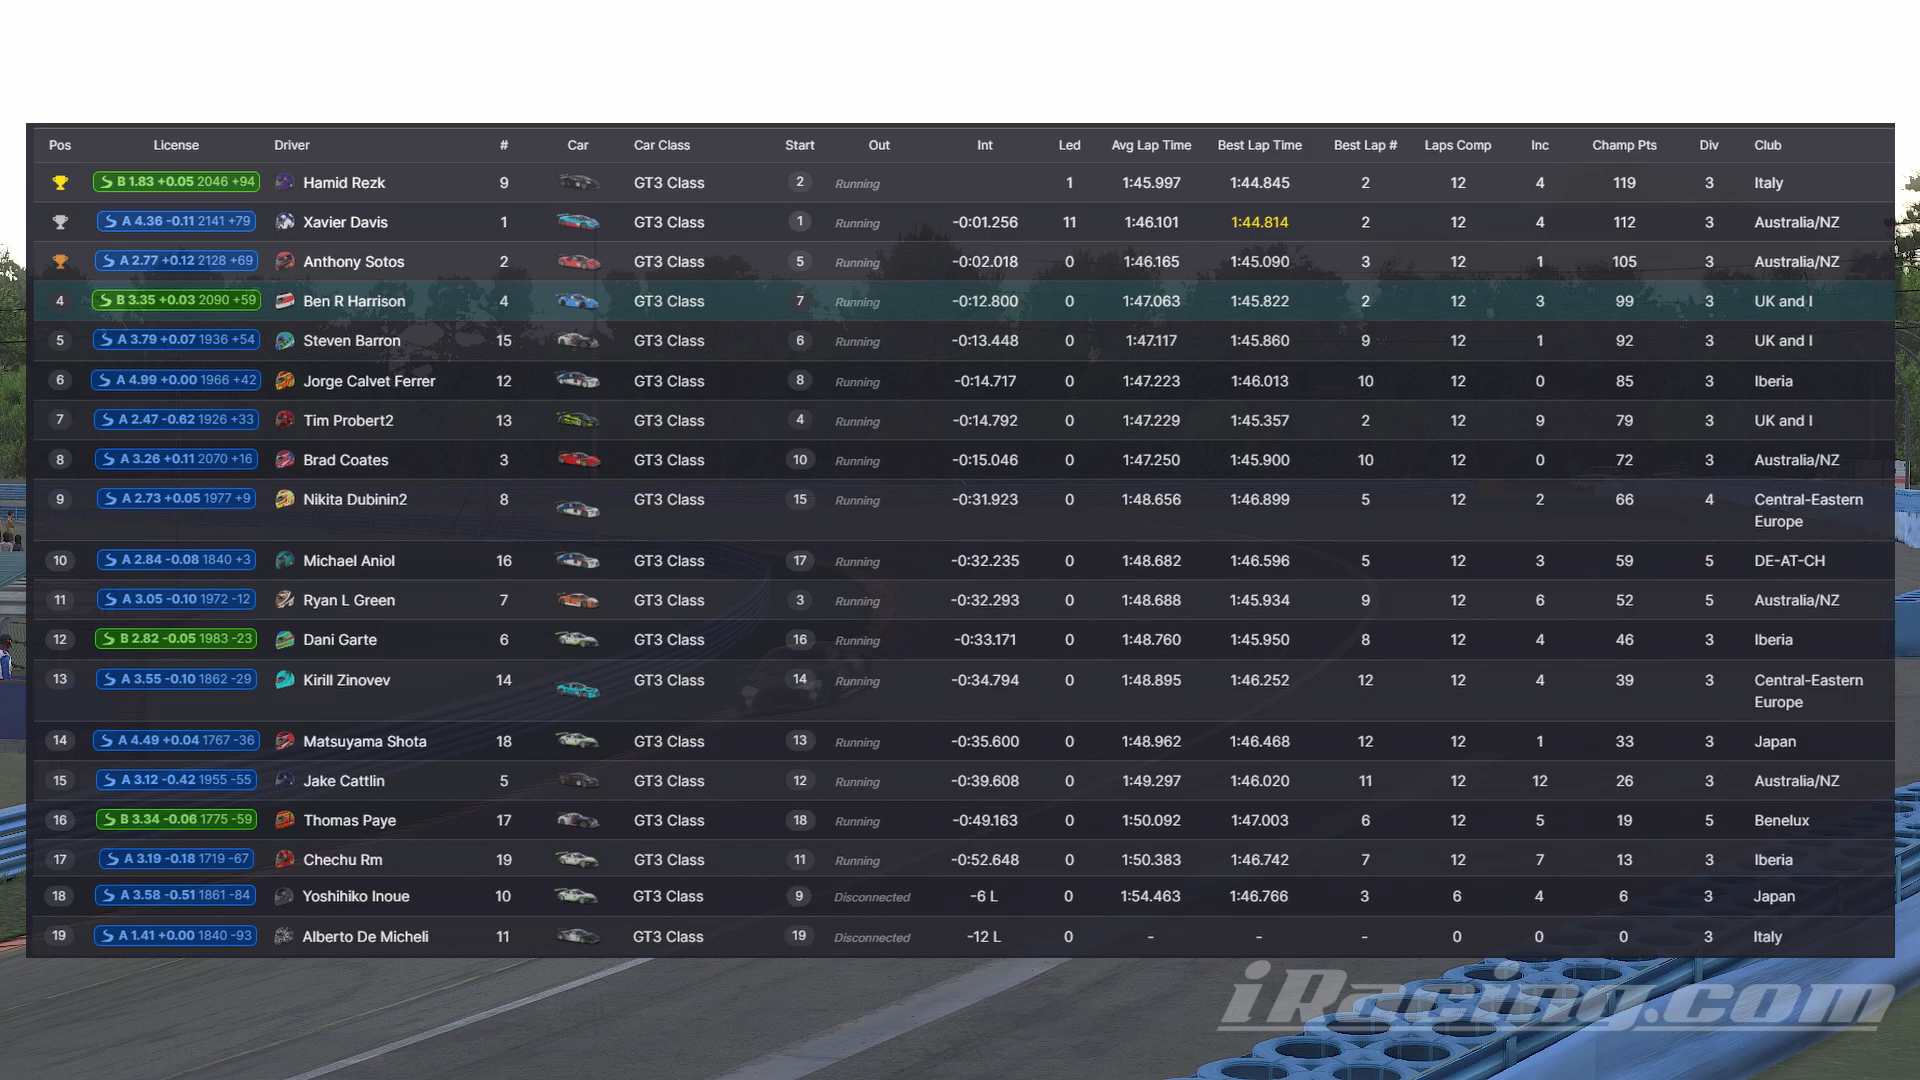 Pos License Driver # Car Car Class Start Out Int Led Avg Lap Time Best Lap Time Best Lap # Laps Comp Inc Champ Pts Div Club
B 1.83 +0.05 2046 +94 Hamid Rezk 9 GT3 Class 2 Running 1 1:45.997 1:44.845 2 12 4 119 3 Italy
A 4.36 -0.11 2141 +79 Xavier Davis 1 GT3 Class 1 Running -0:01.256 11 1:46.101 1:44.814 2 12 4 112 3 Australia/NZ
A 2.77 +0.12 2128 +69 Anthony Sotos 2 GT3 Class 5 Running -0:02.018 0 1:46.165 1:45.090 3 12 1 105 3 Australia/NZ
4 B 3.35 +0.03 2090 +59 Ben R Harrison 4 GT3 Class 7 Running -0:12.800 0 1:47.063 1:45.822 2 12 3 99 3 UK and I
5 A 3.79 +0.07 1936 +54 Steven Barron 15 GT3 Class 6 Running -0:13.448 0 1:47.117 1:45.860 9 12 1 92 3 UK and I
6 A 4.99 +0.00 1966 +42 Jorge Calvet Ferrer 12 GT3 Class 8 Running -0:14.717 0 1:47.223 1:46.013 10 12 0 85 3 Iberia
7 A 2.47 -0.62 1926 +33 Tim Probert2 13 GT3 Class 4 Running -0:14.792 0 1:47.229 1:45.357 2 12 9 79 3 UK and I
8 A 3.26 +0.11 2070 +16 Brad Coates 3 GT3 Class 10 Running -0:15.046 0 1:47.250 1:45.900 10 12 0 72 3 Australia/NZ
9 A 2.73 +0.05 1977 +9 Nikita Dubinin2 8 GT3 Class 15 Running -0:31.923 0 1:48.656 1:46.899 5 12 2 66 4 Central-Eastern
Europe
10 A 2.84 -0.08 1840 +3 Michael Aniol 16 GT3 Class 17 Running -0:32.235 0 1:48.682 1:46.596 5 12 3 59 5 DE-AT-CH
11 A 3.05 -0.10 1972 -12 Ryan L Green 7 GT3 Class 3 Running -0:32.293 0 1:48.688 1:45.934 9 12 6 52 5 Australia/NZ
12 B 2.82 -0.05 1983 -23 Dani Garte 6 GT3 Class 16 Running -0:33.171 0 1:48.760 1:45.950 8 12 4 46 3 Iberia
13 A 3.55 -0.10 1862 -29 Kirill Zinovev 14 GT3 Class 14 Running -0:34.794 0 1:48.895 1:46.252 12 12 4 39 3 Central-Eastern
Europe
14 A 4.49 +0.04 1767 -36 Matsuyama Shota 18 GT3 Class 13 Running -0:35.600 0 1:48.962 1:46.468 12 12 1 33 3 Japan
15 A 3.12 -0.42 1955 -55 Jake Cattlin 5 GT3 Class 12 Running -0:39.608 0 1:49.297 1:46.020 11 12 12 26 3 Australia/NZ
16 B 3.34 -0.06 1775 -59 Thomas Paye 17 GT3 Class 18 Running -0:49.163 0 1:50.092 1:47.003 6 12 5 19 5 Benelux
17 A 3.19 -0.18 1719 -67 Chechu Rm 19 GT3 Class 11 Running -0:52.648 0 1:50.383 1:46.742 7 12 7 13 3 Iberia
18 A 3.58 -0.51 1861 -84 Yoshihiko Inoue 10 GT3 Class 9 Disconnected -6 L 0 1:54.463 1:46.766 3 6 4 6 3 Japan
19 A 1.41 +0.00 1840 -93 Alberto De Micheli 11 GT3 Class 19 Disconnected -12 L 0 - - - 0 0 0 3 Italy
iRacing.com